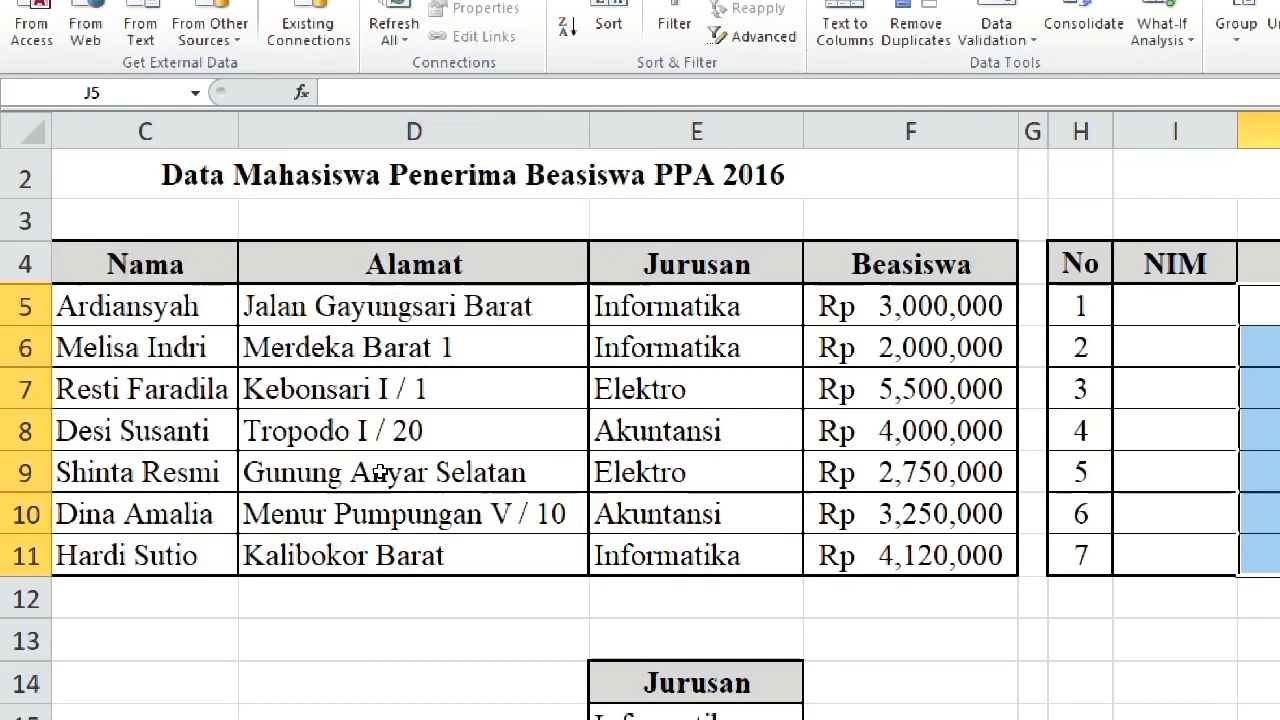 From Access
From Web
From Text
From Other Sources
Existing Connections
Refresh All
Properties
Edit Links
Sort
Filter
Reapply
Advanced
Text to Columns
Remove Duplicates
Data Validation
Consolidate
What-If Analysis
Group
Get External Data
Connections
Sort & Filter
Data Tools
J5
fx
C D E F G H I
2 Data Mahasiswa Penerima Beasiswa PPA 2016
3
4 Nama Alamat Jurusan Beasiswa No NIM
5 Ardiansyah Jalan Gayungsari Barat Informatika Rp 3,000,000 1
6 Melisa Indri Merdeka Barat 1 Informatika Rp 2,000,000 2
7 Resti Faradila Kebonsari I / 1 Elektro Rp 5,500,000 3
8 Desi Susanti Tropodo I / 20 Akuntansi Rp 4,000,000 4
9 Shinta Resmi Gunung Anyar Selatan Elektro Rp 2,750,000 5
10 Dina Amalia Menur Pumpungan V / 10 Akuntansi Rp 3,250,000 6
11 Hardi Sutio Kalibokor Barat Informatika Rp 4,120,000 7
12
13
14 Jurusan
15 Informatika